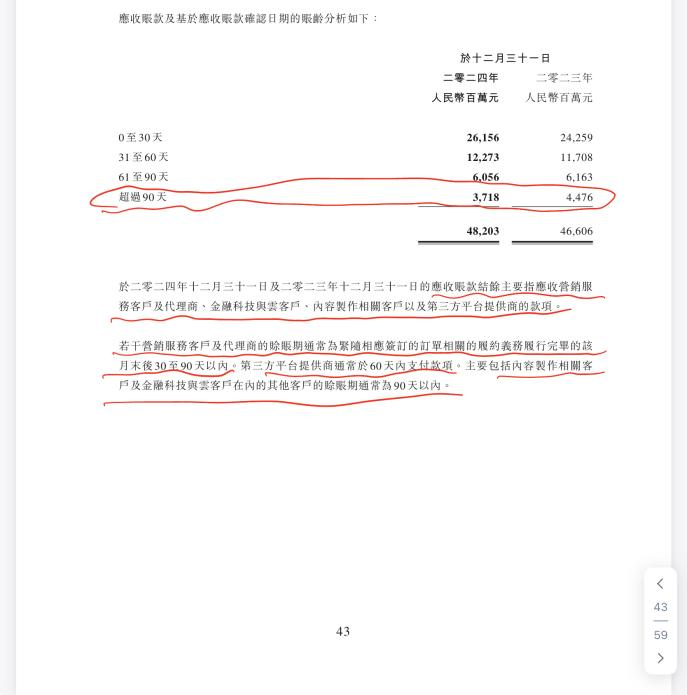 應收賬款及基於應收賬款確認日期的賬齡分析如下：
於十二月三十一日
二零二四年 二零二三年
人民幣百萬元 人民幣百萬元
0至30天 26,156 24,259
31至60天 12,273 11,708
61至90天 6,056 6,163
超過90天 3,718 4,476
48,203 46,606
於二零二四年十二月三十一日及二零二三年十二月三十一日的應收賬款結餘主要指應收營銷服
務客戶及代理商、金融科技與雲客戶、內容製作相關客戶以及第三方平台提供商的款項。
若干營銷服務客戶及代理商的賒賬期通常為緊隨相應簽訂的訂單相關的履約義務履行完畢的該
月末後30至90天以內。第三方平台提供商通常於60天內支付款項。主要包括內容製作相關客
戶及金融科技與雲客戶在內的其他客戶的賒賬期通常為90天以內。
43
59
43